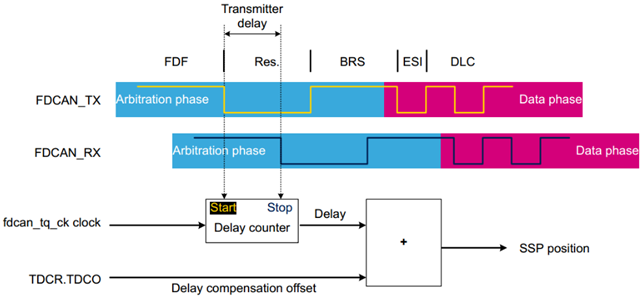 Transmitter
delay
FDF Res. BRS ESI DLC
FDCAN_TX Arbitration phase Data phase
FDCAN_RX Arbitration phase Data phase
Start Stop
fdcan_tq_ck clock Delay counter Delay
+
SSP position
TDCR.TDCO
Delay compensation offset